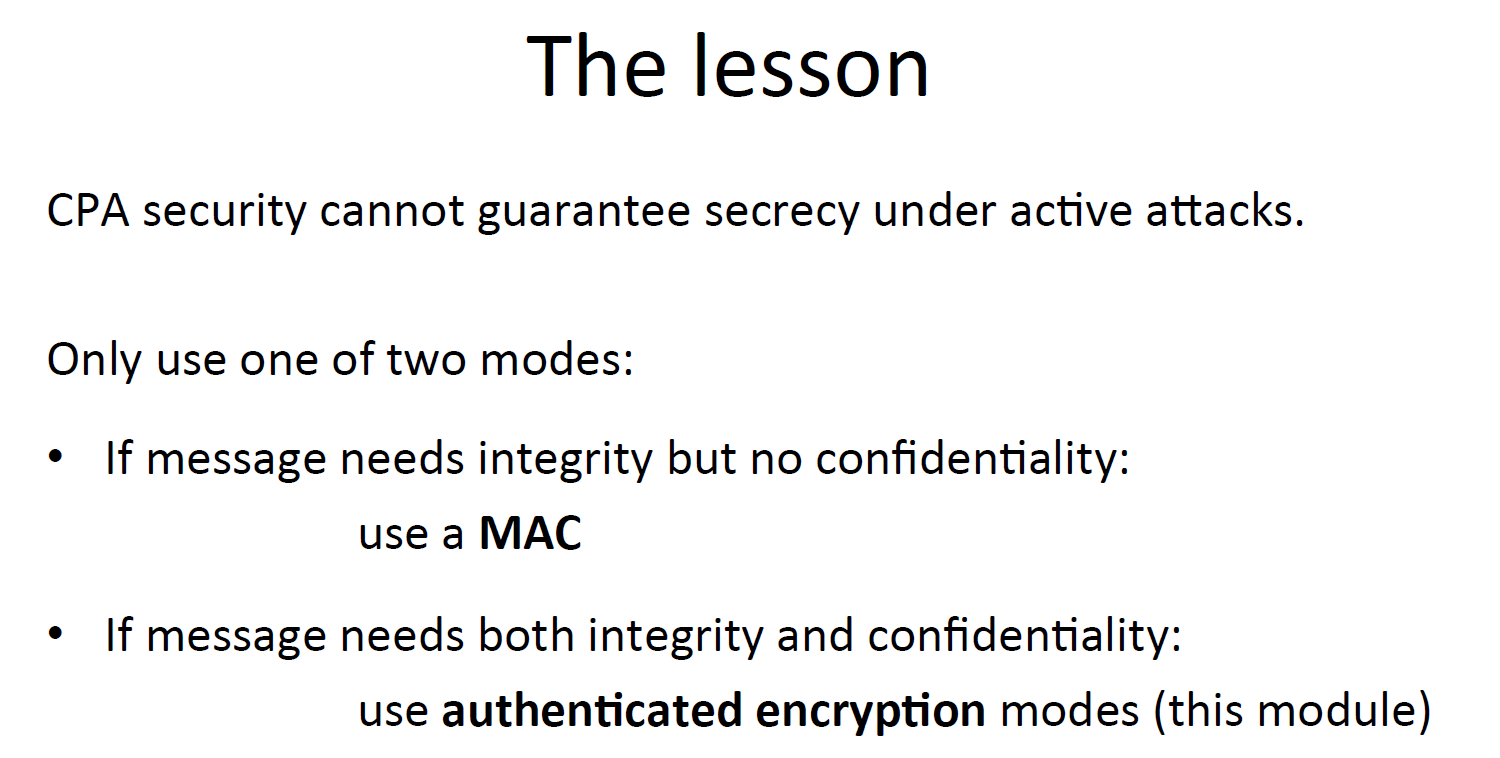 The lesson
CPA security cannot guarantee secrecy under active attacks.
Only use one of two modes:
• If message needs integrity but no confidentiality:
use a MAC
• If message needs both integrity and confidentiality:
use authenticated encryption modes (this module)